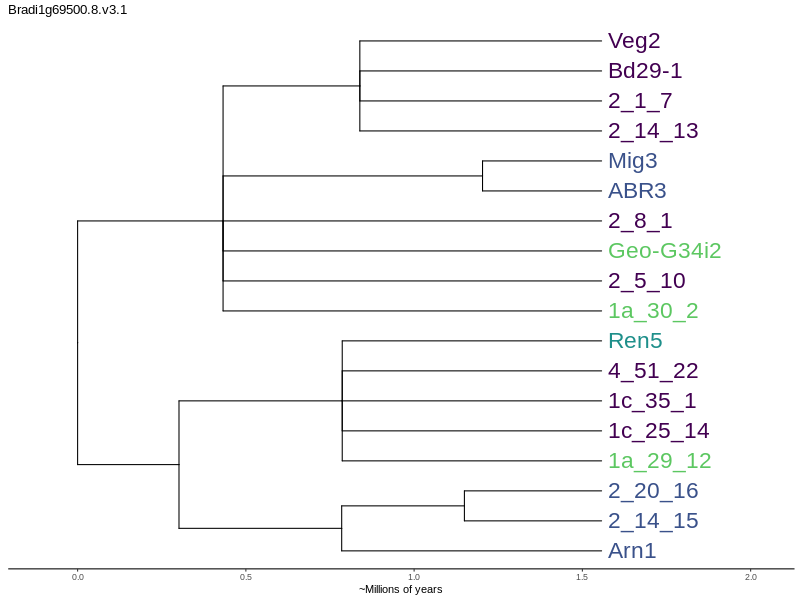 Bradi1g69500.8.v3.1
Veg2
Bd29-1
2_1_7
2_14_13
Mig3
ABR3
2_8_1
Geo-G34i2
2_5_10
1a_30_2
Ren5
4_51_22
1c_35_1
1c_25_14
1a_29_12
2_20_16
2_14_15
Arn1
0.0 0.5 1.0 1.5 2.0
~Millions of years